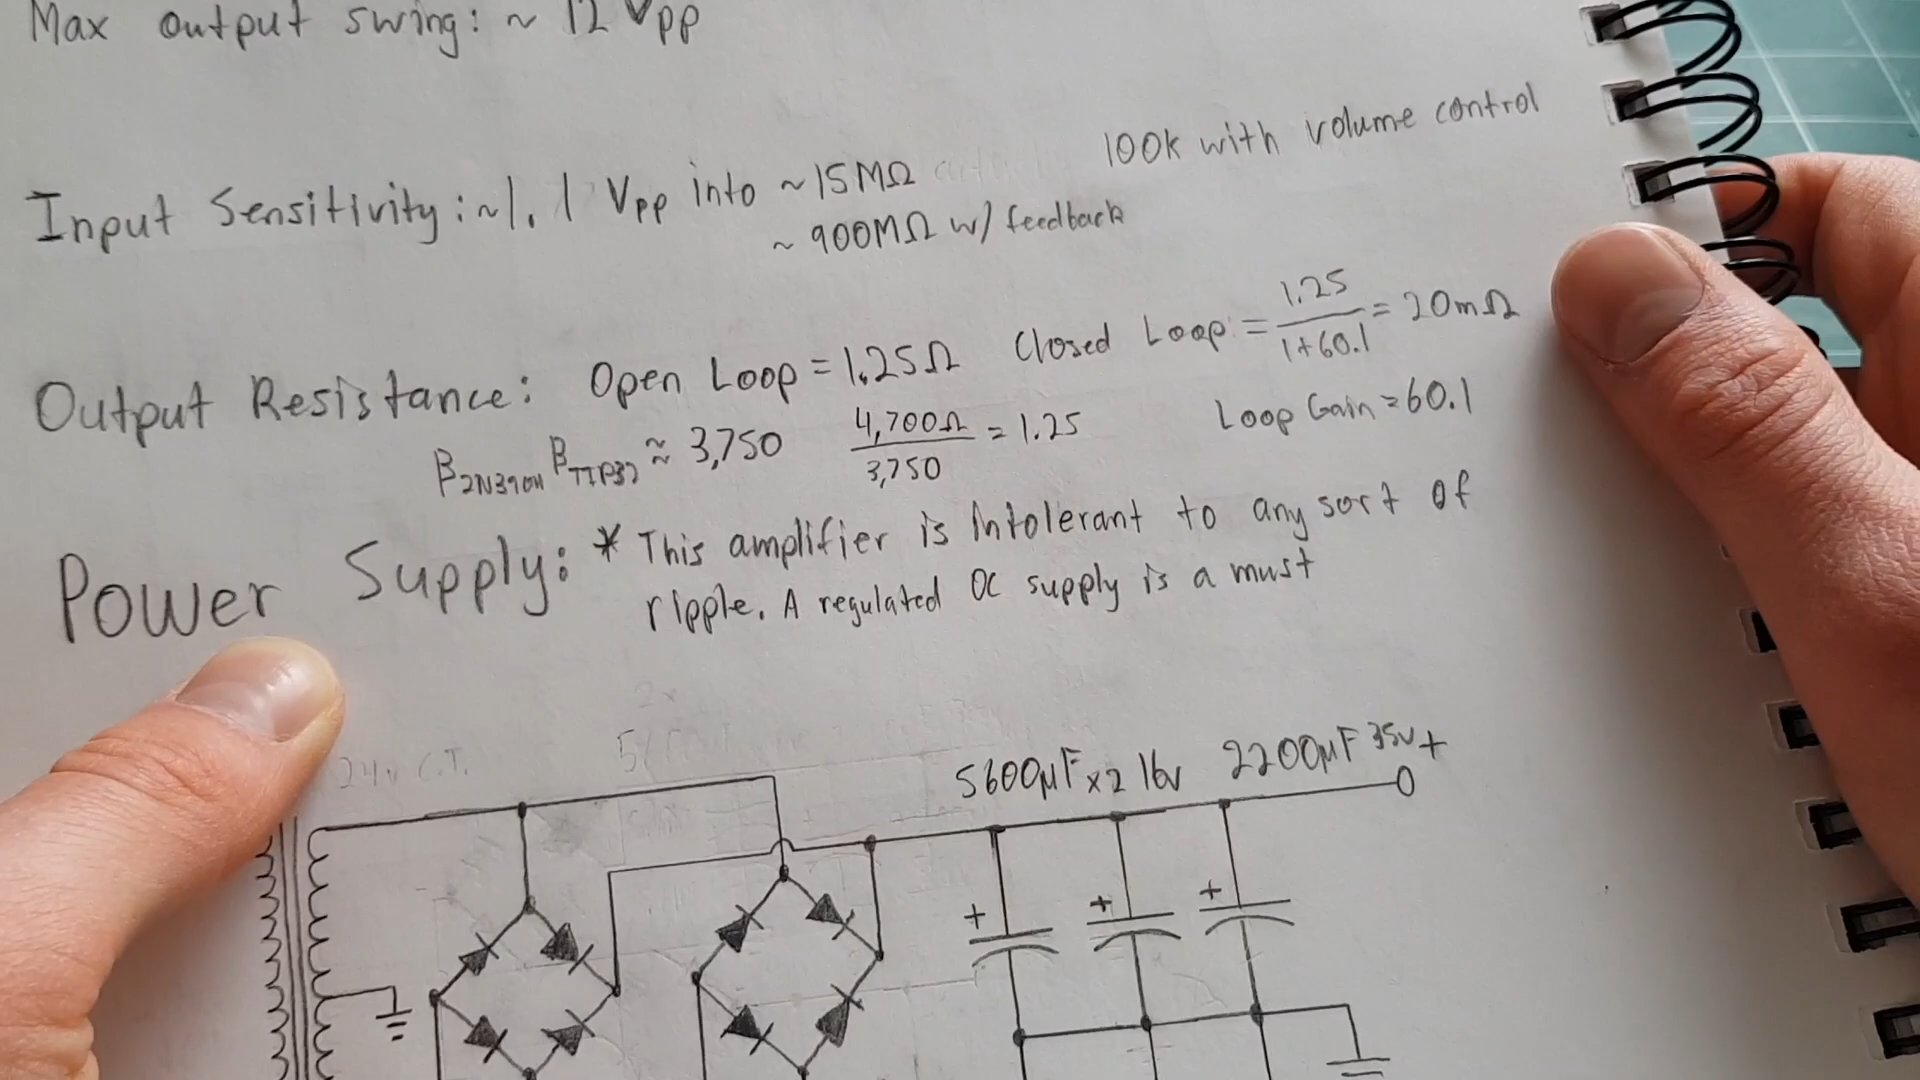 Max output swing: ~ 12 Vpp
100k with volume control
Input Sensitivity: ~1.1 Vpp into ~15MΩ
~ 900MΩ w/ feedback
Output Resistance: Open Loop = 1.25Ω Closed Loop: = 1.25 / 1+60.1 = 20mΩ
β2N3904 βTIP32 ≈ 3,750 4,700Ω / 3,750 = 1.25 Loop Gain = 60.1
Power Supply: * This amplifier is intolerant to any sort of
ripple. A regulated DC supply is a must
2x
24v C.T.
5600μF x2 16v 2200μF 35v +
+ + +